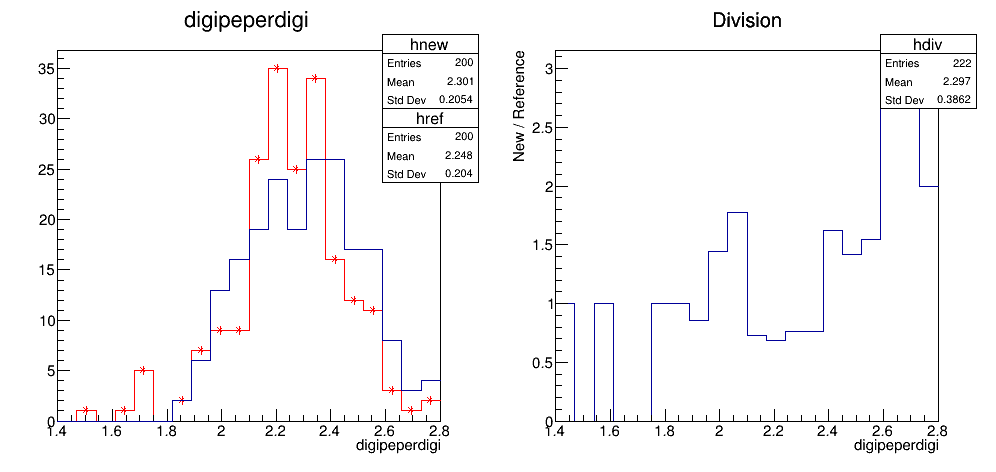 digipeperdigi
hnew
Entries 200
Mean 2.301
Std Dev 0.2054
href
Entries 200
Mean 2.248
Std Dev 0.204
35
30
25
20
15
10
5
0
1.4 1.6 1.8 2 2.2 2.4 2.6 2.8
digipeperdigi
Division
hdiv
Entries 222
Mean 2.297
Std Dev 0.3862
New / Reference
3
2.5
2
1.5
1
0.5
0
1.4 1.6 1.8 2 2.2 2.4 2.6 2.8
digipeperdigi